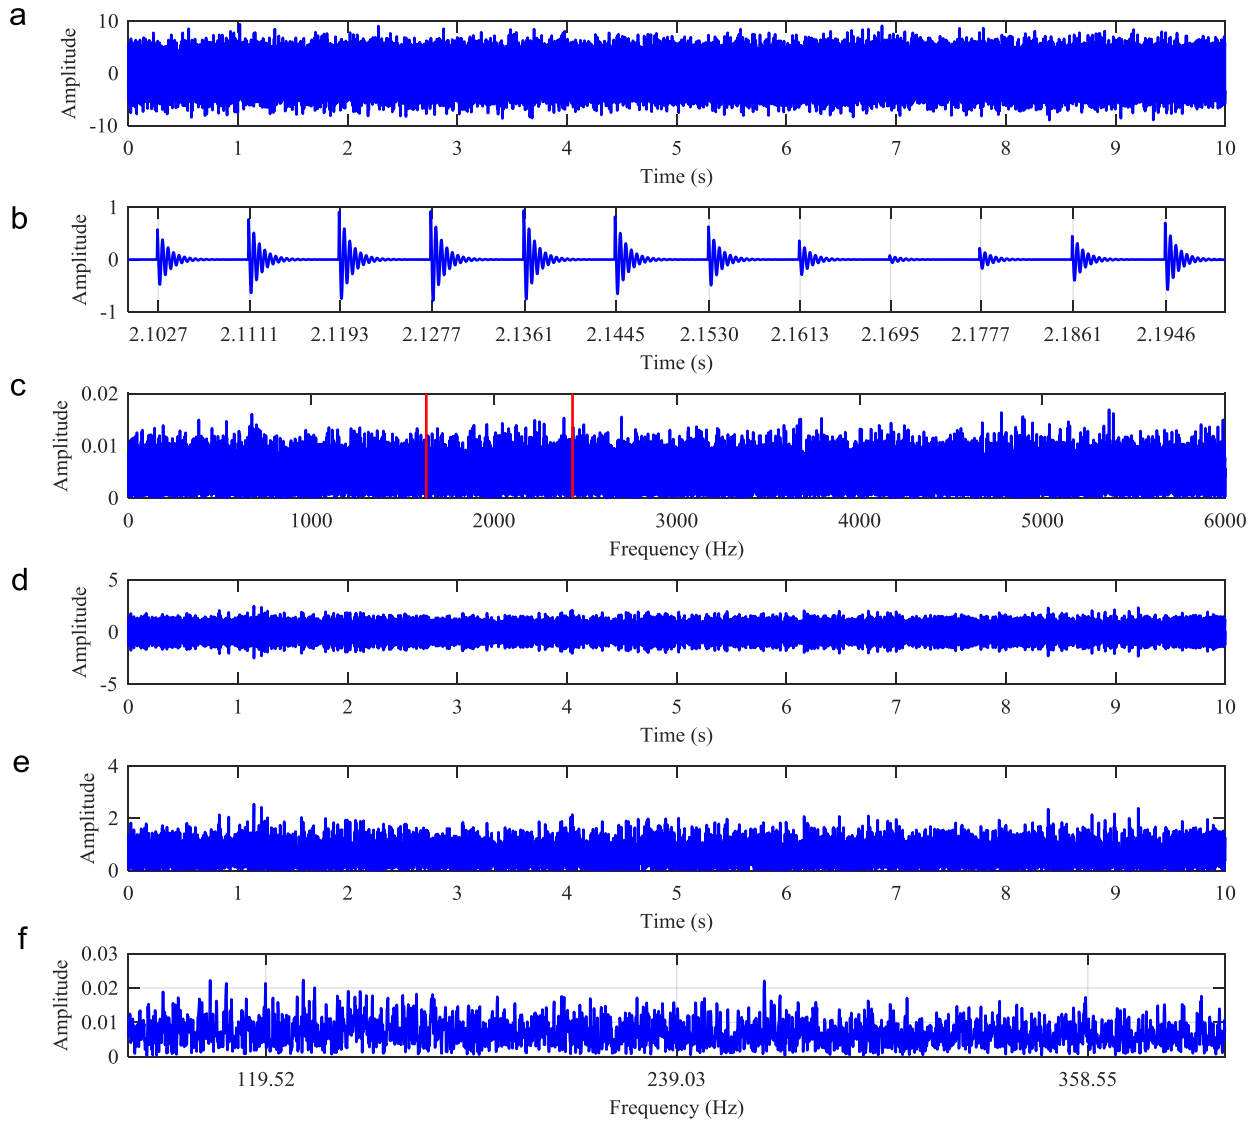 a
10
0
-10
Amplitude
0 1 2 3 4 5 6 7 8 9 10
Time (s)
b
1
0
-1
Amplitude
2.1027 2.1111 2.1193 2.1277 2.1361 2.1445 2.1530 2.1613 2.1695 2.1777 2.1861 2.1946
Time (s)
c
0.02
0.01
0
Amplitude
0 1000 2000 3000 4000 5000 6000
Frequency (Hz)
d
5
0
-5
Amplitude
0 1 2 3 4 5 6 7 8 9 10
Time (s)
e
4
2
0
Amplitude
0 1 2 3 4 5 6 7 8 9 10
Time (s)
f
0.03
0.02
0.01
0
Amplitude
119.52 239.03 358.55
Frequency (Hz)